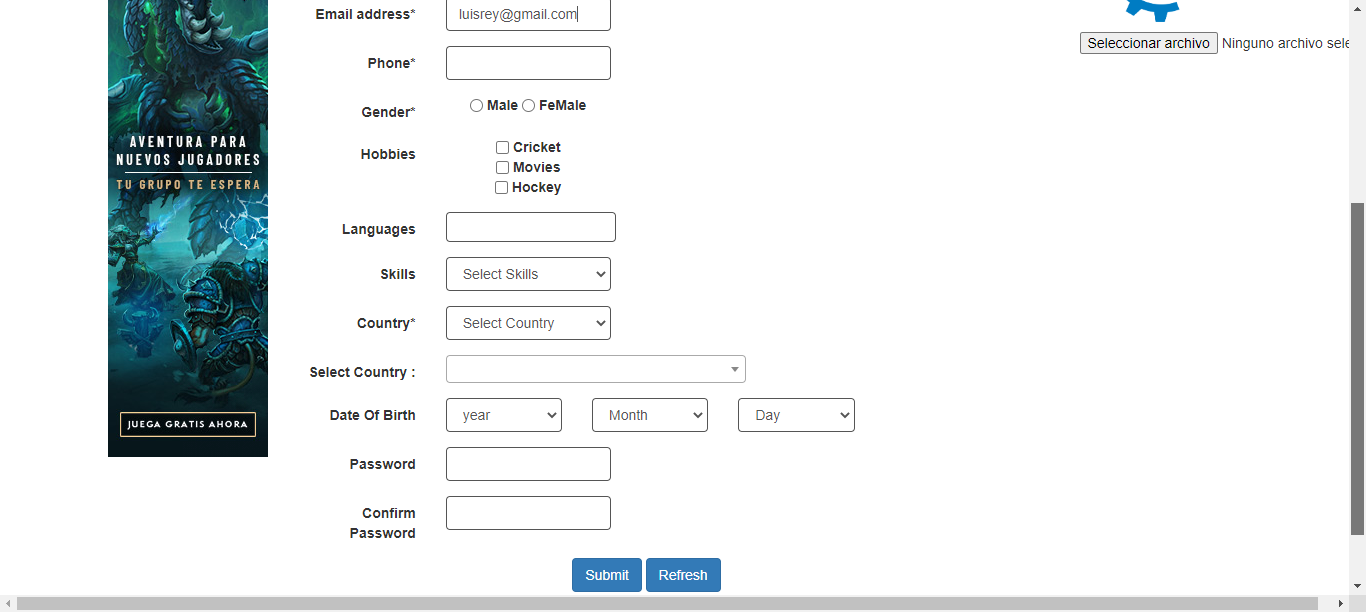 Email address* luisrey@gmail.com
Seleccionar archivo Ninguno archivo sele
Phone*
Gender* Male FeMale
AVENTURA PARA
NUEVOS JUGADORES
TU GRUPO TE ESPERA
Hobbies Cricket
Movies
Hockey
Languages
Skills Select Skills
Country* Select Country
Select Country :
Date Of Birth year Month Day
JUEGA GRATIS AHORA
Password
Confirm
Password
Submit Refresh